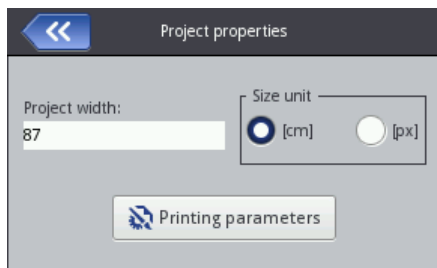 Project properties
Project width:
87
Size unit
[cm]
[px]
Printing parameters